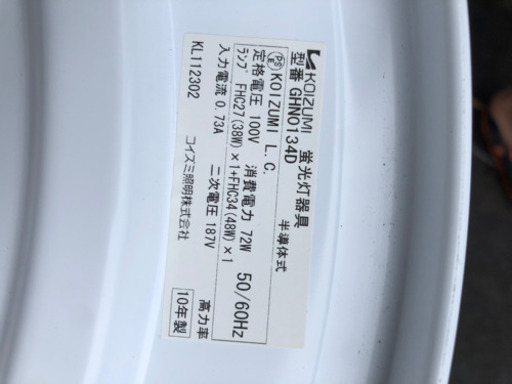 KOIZUMI 蛍光灯器具
型番 GHN0134D 半導体式
PSE KOIZUMI L.C.
定格電圧 100V 消費電力 72W 50/60Hz
ﾗﾝﾌﾟ FHC27(38W)×1+FHC34(48W)×1
入力電流 0.73A 二次電圧 187V 高力率
KL112302 コイズミ照明株式会社 10年製